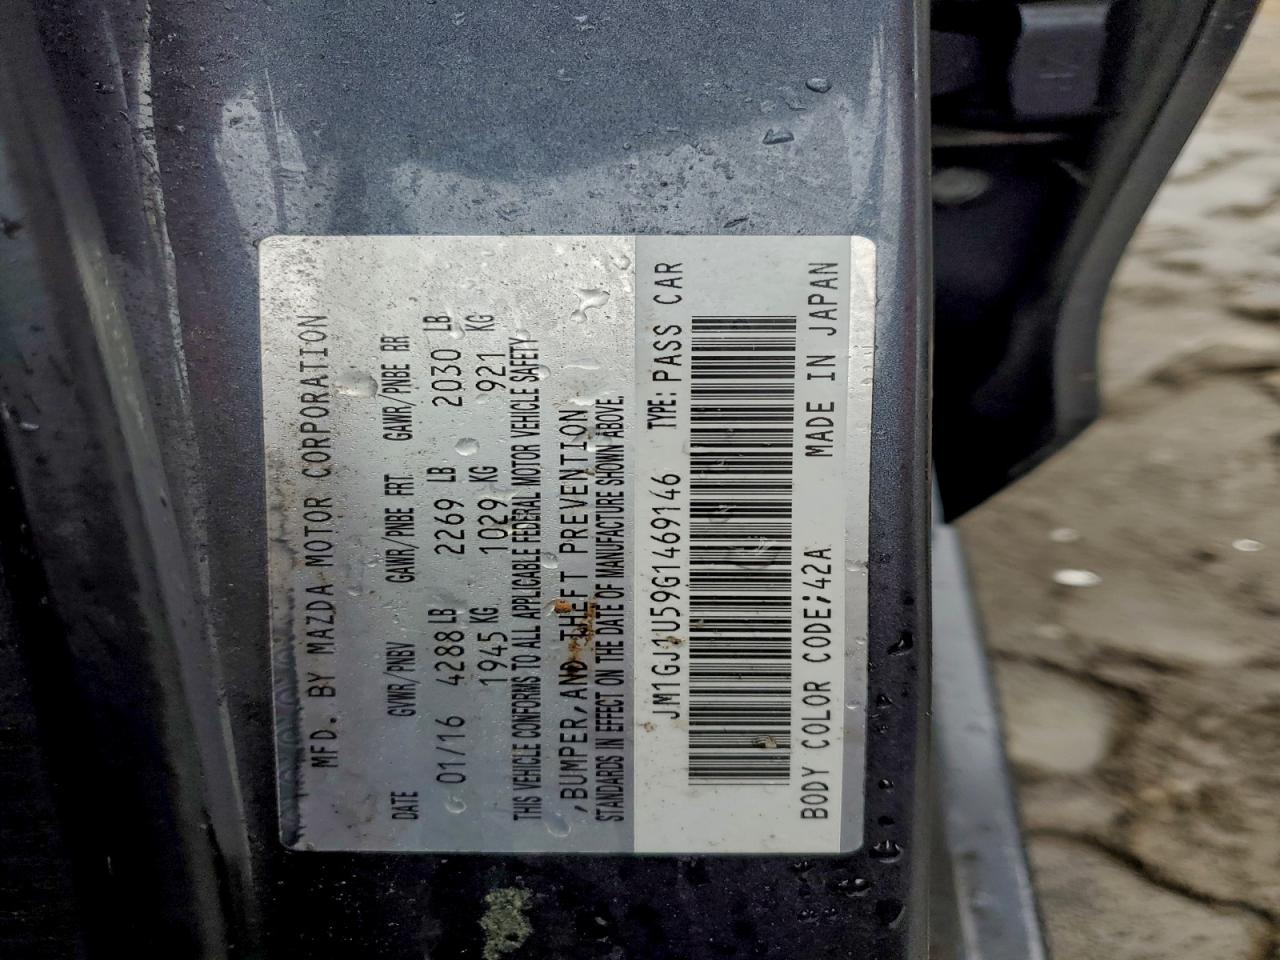 MFD. BY MAZDA MOTOR CORPORATION
DATE GVWR/PNBV GAWR/PNBE FRT. GAWR/PNBE RR
01/16 4288 LB 2269 LB 2030 LB
1945 KG 1029 KG 921 KG
THIS VEHICLE CONFORMS TO ALL APPLICABLE FEDERAL MOTOR VEHICLE SAFETY
,BUMPER,AND THEFT PREVENTION
STANDARDS IN EFFECT ON THE DATE OF MANUFACTURE SHOWN ABOVE.
JM1GJ1U59G1469146 TYPE: PASS CAR
BODY COLOR CODE;42A MADE IN JAPAN